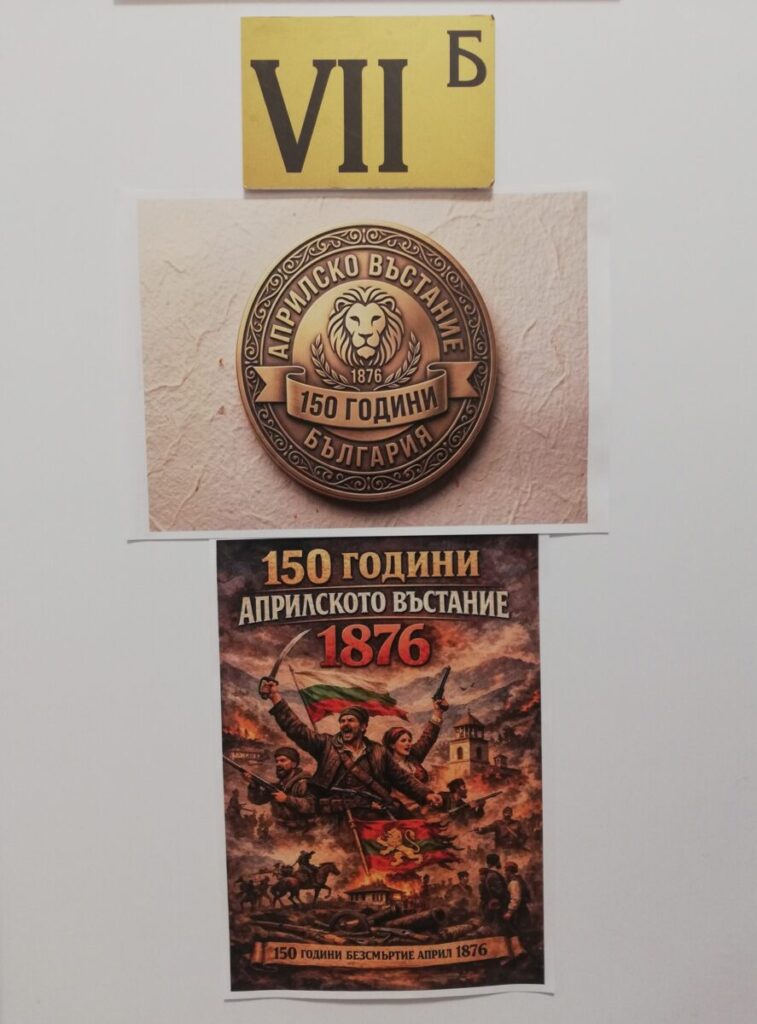 VII Б
АПРИЛСКО ВЪСТАНИЕ
1876
150 ГОДИНИ
БЪЛГАРИЯ
150 ГОДИНИ
АПРИЛСКОТО ВЪСТАНИЕ
1876
150 ГОДИНИ БЕЗСМЪРТИЕ АПРИЛ 1876